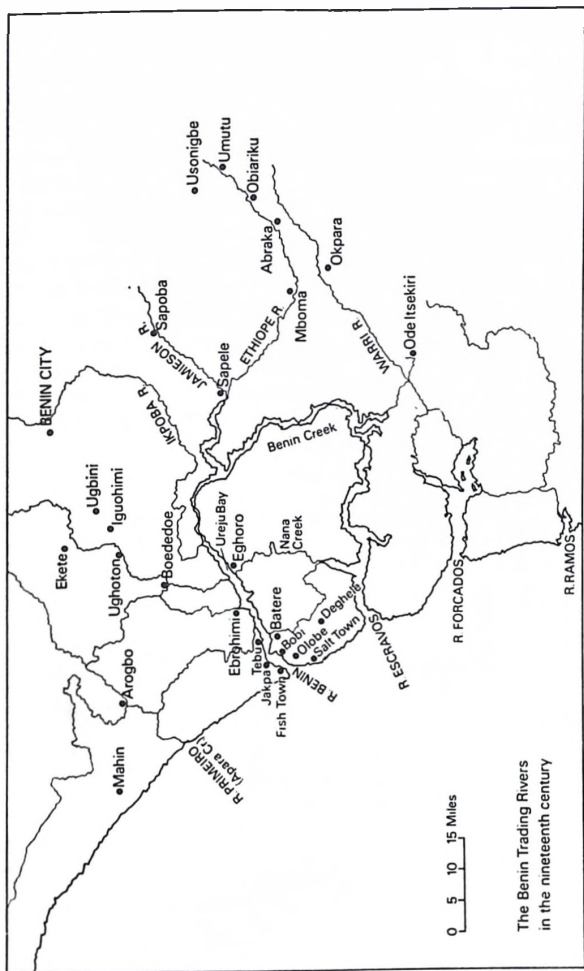 Usonigbe
Umutu
Obiariku
Abraka
Okpara
Mboma
Sapoba
JAMIESON R.
ETHIOPE R.
WARRI R.
Ode Itsekiri
Sapele
BENIN CITY
IKPOBA R
Benin Creek
Ugbini
Iguohimi
Ekete
Ughoton
Boededoe
Ureju Bay
Eghoro
Nana
Creek
Ebrohimi
Batere
Tebu
Bobi
Jakpa
Olobe
Deghele
Fish Town
Salt Town
R. BENIN
R. ESCRAVOS
R FORCADOS
R.RAMOS
Arogbo
Mahin
R. PRIMEIRO
(Apara Cr.)
0 5 10 15 Miles
The Benin Trading Rivers
in the nineteenth century